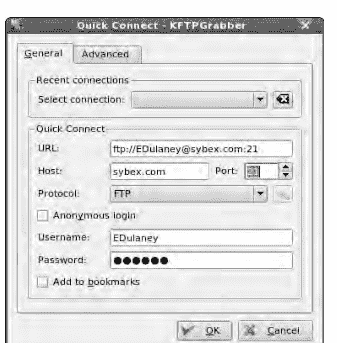 Quick Connect - KFTPGrabber
General Advanced
Recent connections
Select connection:
Quick Connect
URL: ftp://EDulaney@sybex.com:21
Host: sybex.com Port: 21
Protocol: FTP
Anonymous login
Username: EDulaney
Password: ●●●●●●
Add to bookmarks
OK Cancel